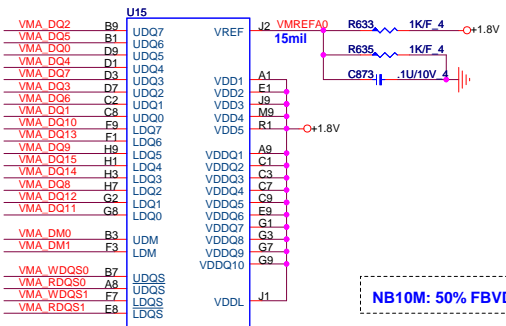 U15
VMA_DQ2 B9 UDQ7
VMA_DQ5 B1 UDQ6
VMA_DQ0 D9 UDQ5
VMA_DQ4 D1 UDQ4
VMA_DQ7 D3 UDQ3
VMA_DQ3 D7 UDQ2
VMA_DQ6 C2 UDQ1
VMA_DQ1 C8 UDQ0
VMA_DQ10 F9 LDQ7
VMA_DQ13 F1 LDQ6
VMA_DQ9 H9 LDQ5
VMA_DQ15 H1 LDQ4
VMA_DQ14 H3 LDQ3
VMA_DQ8 H7 LDQ2
VMA_DQ12 G2 LDQ1
VMA_DQ11 G8 LDQ0
VMA_DM0 B3 UDM
VMA_DM1 F3 LDM
VMA_WDQS0 B7 UDQS
VMA_RDQS0 A8 UDQS
VMA_WDQS1 F7 LDQS
VMA_RDQS1 E8 LDQS
VREF J2 VMREFA0
15mil
R633 1K/F_4 +1.8V
R635 1K/F_4
C873 .1U/10V_4
VDD1 A1
VDD2 E1
VDD3 J9
VDD4 M9
VDD5 R1
+1.8V
VDDQ1 A9
VDDQ2 C1
VDDQ3 C3
VDDQ4 C7
VDDQ5 C9
VDDQ6 E9
VDDQ7 G1
VDDQ8 G3
VDDQ9 G7
VDDQ10 G9
VDDL J1
NB10M: 50% FBVD